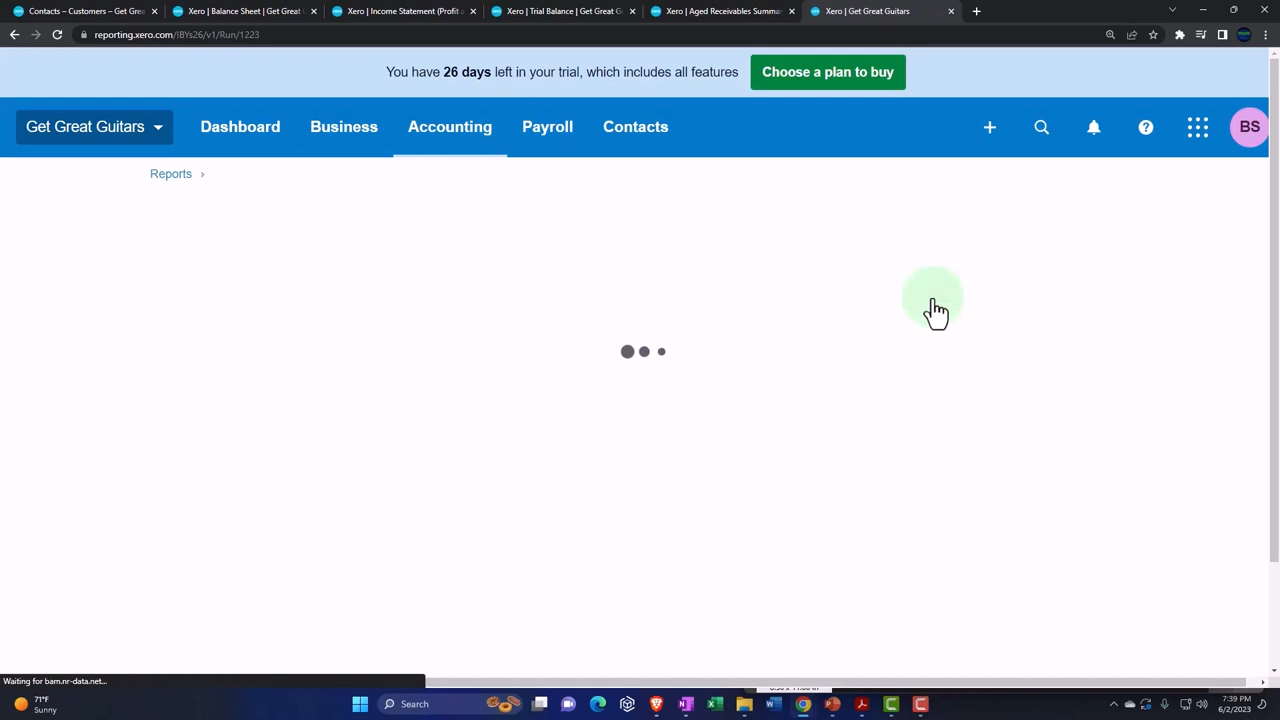 Contacts – Customers – Get Gre
Xero | Balance Sheet | Get Great
Xero | Income Statement (Profit a
Xero | Trial Balance | Get Great G
Xero | Aged Receivables Summar
Xero | Get Great Guitars
reporting.xero.com/!BYs26/v1/Run/1223
You have 26 days left in your trial, which includes all features
Choose a plan to buy
Get Great Guitars
Dashboard
Business
Accounting
Payroll
Contacts
BS
Reports ›
Waiting for bam.nr-data.net...
71°F
Sunny
Search
7:39 PM
6/2/2023